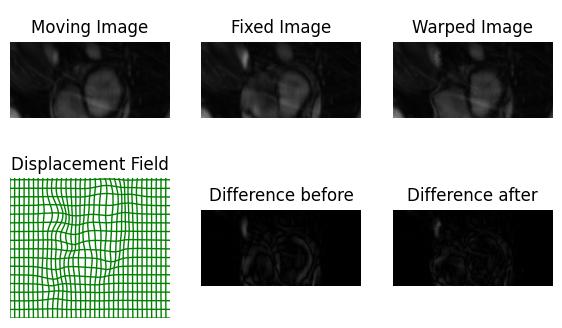 Moving Image
Fixed Image
Warped Image
Displacement Field
Difference before
Difference after